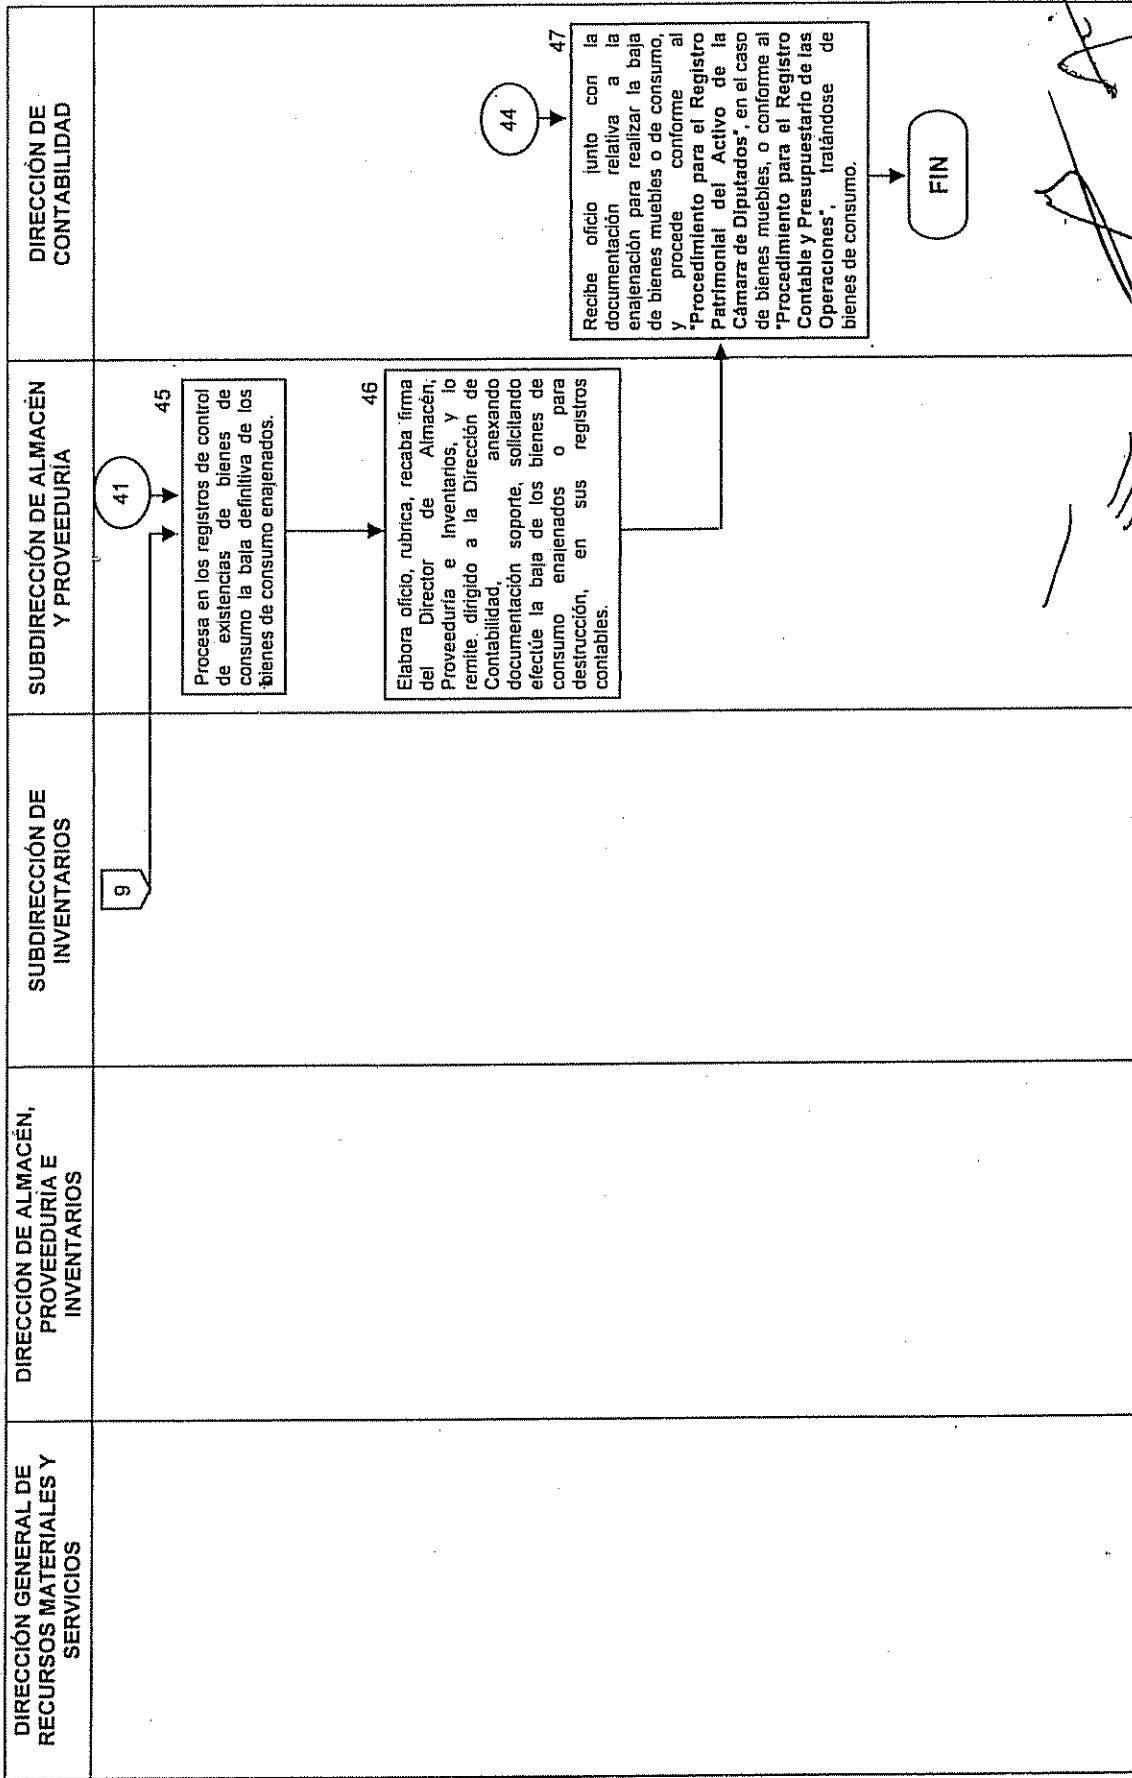 DIRECCIÓN GENERAL DE
RECURSOS MATERIALES Y
SERVICIOS
DIRECCIÓN DE ALMACÉN,
PROVEEDURÍA E
INVENTARIOS
SUBDIRECCIÓN DE
INVENTARIOS
SUBDIRECCIÓN DE ALMACÉN
Y PROVEEDURÍA
DIRECCIÓN DE
CONTABILIDAD
9
41
45
Procesa en los registros de control
de existencias de bienes de
consumo la baja definitiva de los
bienes de consumo enajenados.
46
Elabora oficio, rubrica, recaba firma
del Director de Almacén,
Proveeduría e Inventarios, y lo
remite, dirigido a la Dirección de
Contabilidad, anexando
documentación soporte, solicitando
efectúe la baja de los bienes de
consumo enajenados o para
destrucción, en sus registros
contables.
44
47
Recibe oficio junto con la
documentación relativa a la
enajenación para realizar la baja
de bienes muebles o de consumo,
y procede conforme al
"Procedimiento para el Registro
Patrimonial del Activo de la
Cámara de Diputados", en el caso
de bienes muebles, o conforme al
"Procedimiento para el Registro
Contable y Presupuestario de las
Operaciones", tratándose de
bienes de consumo.
FIN